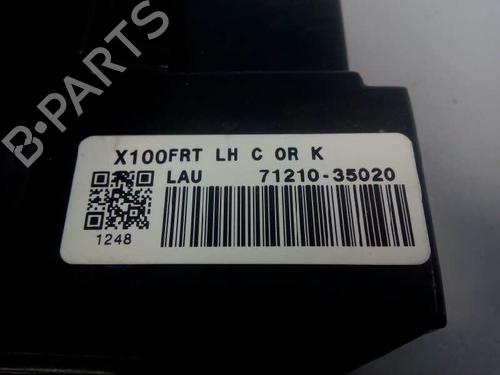 B-PARTS
X100FRT LH C OR K
LAU 71210-35020
1248